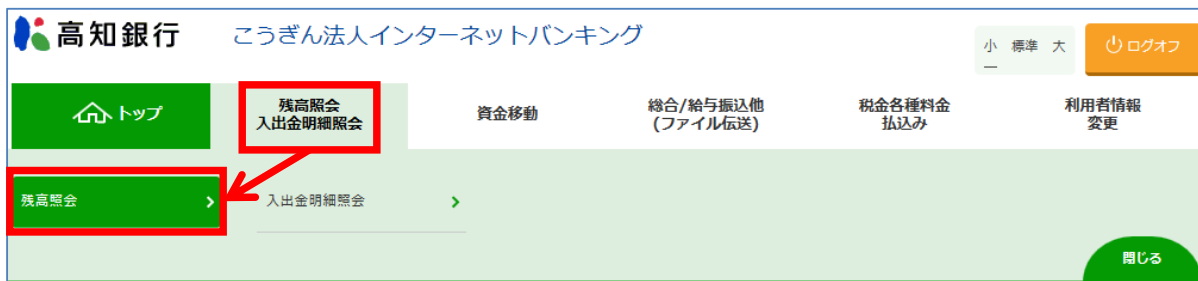 高知銀行 こうぎん法人インターネットバンキング
小 標準 大
ログオフ
トップ
残高照会
入出金明細照会
資金移動
総合/給与振込他
(ファイル伝送)
税金各種料金
払込み
利用者情報
変更
残高照会
入出金明細照会
閉じる